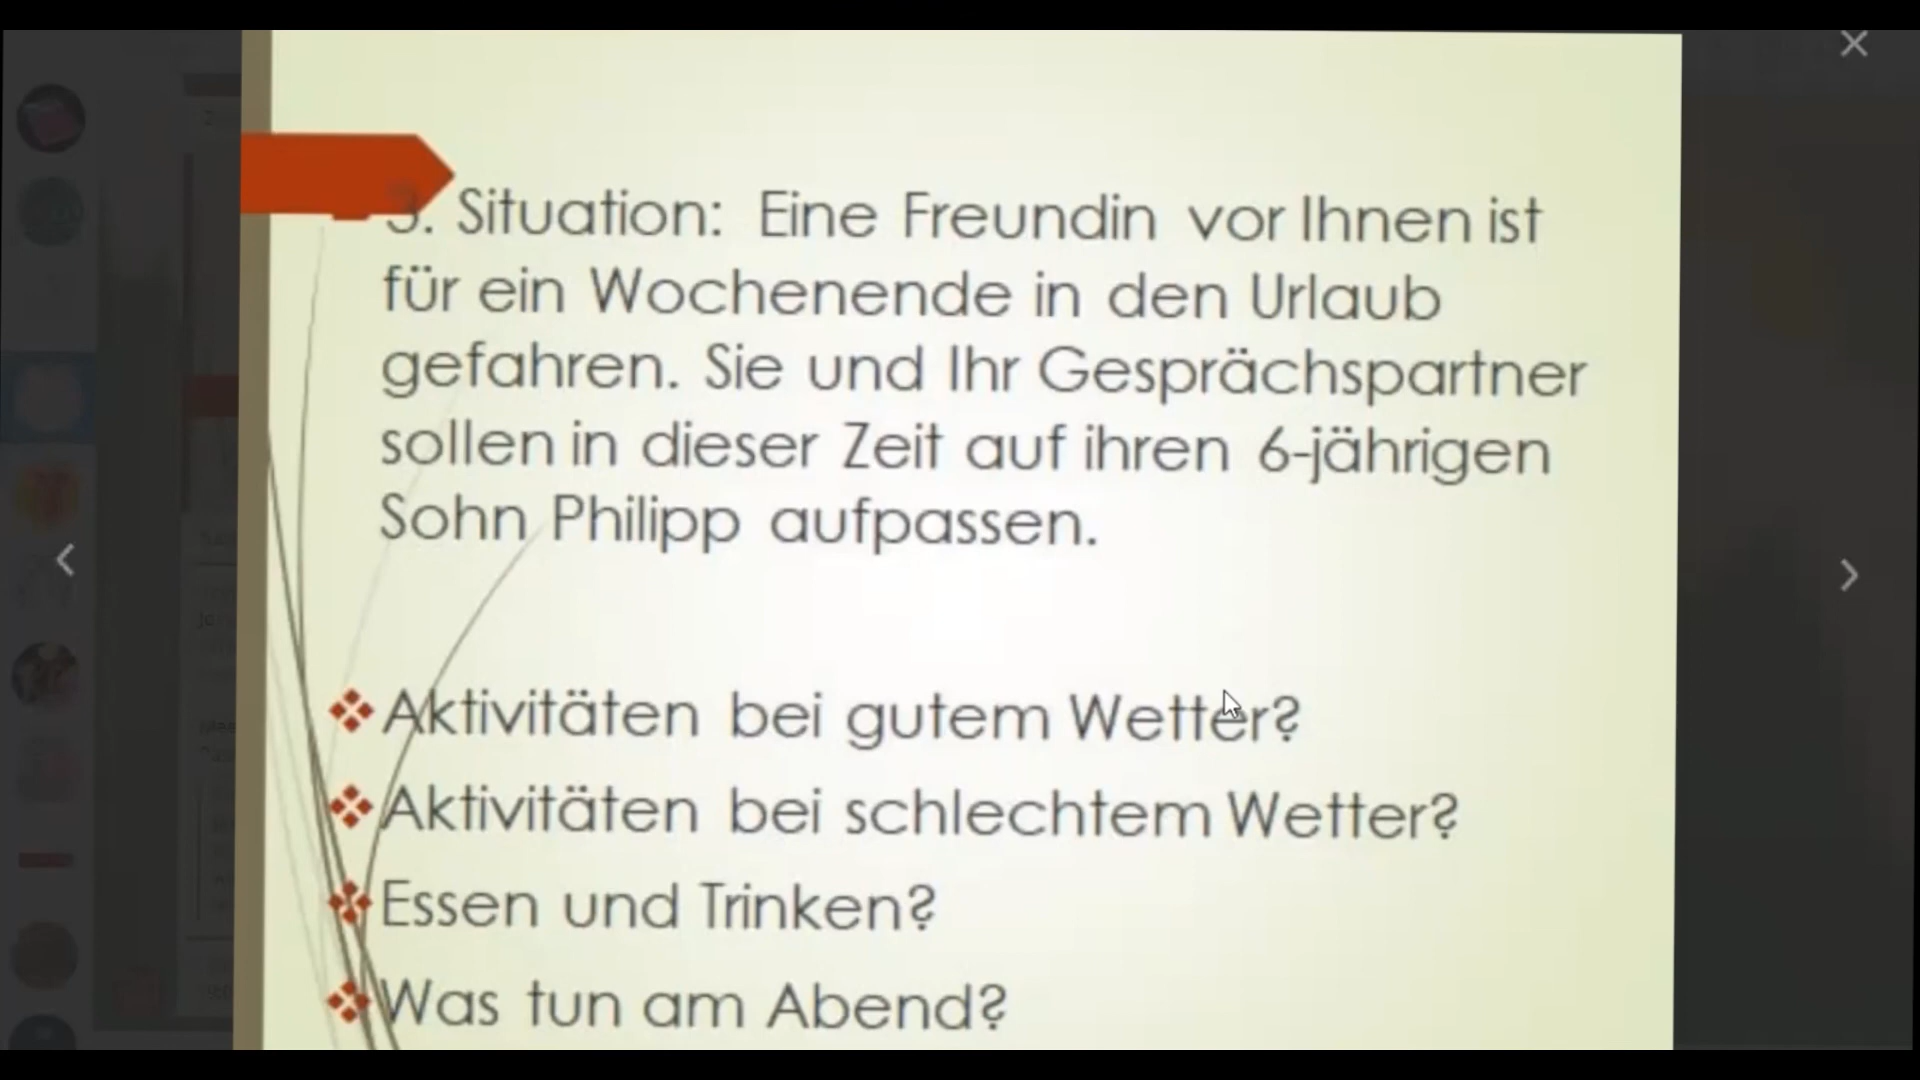 3. Situation: Eine Freundin vor Ihnen ist
für ein Wochenende in den Urlaub
gefahren. Sie und Ihr Gesprächspartner
sollen in dieser Zeit auf ihren 6-jährigen
Sohn Philipp aufpassen.
Aktivitäten bei gutem Wetter?
Aktivitäten bei schlechtem Wetter?
Essen und Trinken?
Was tun am Abend?